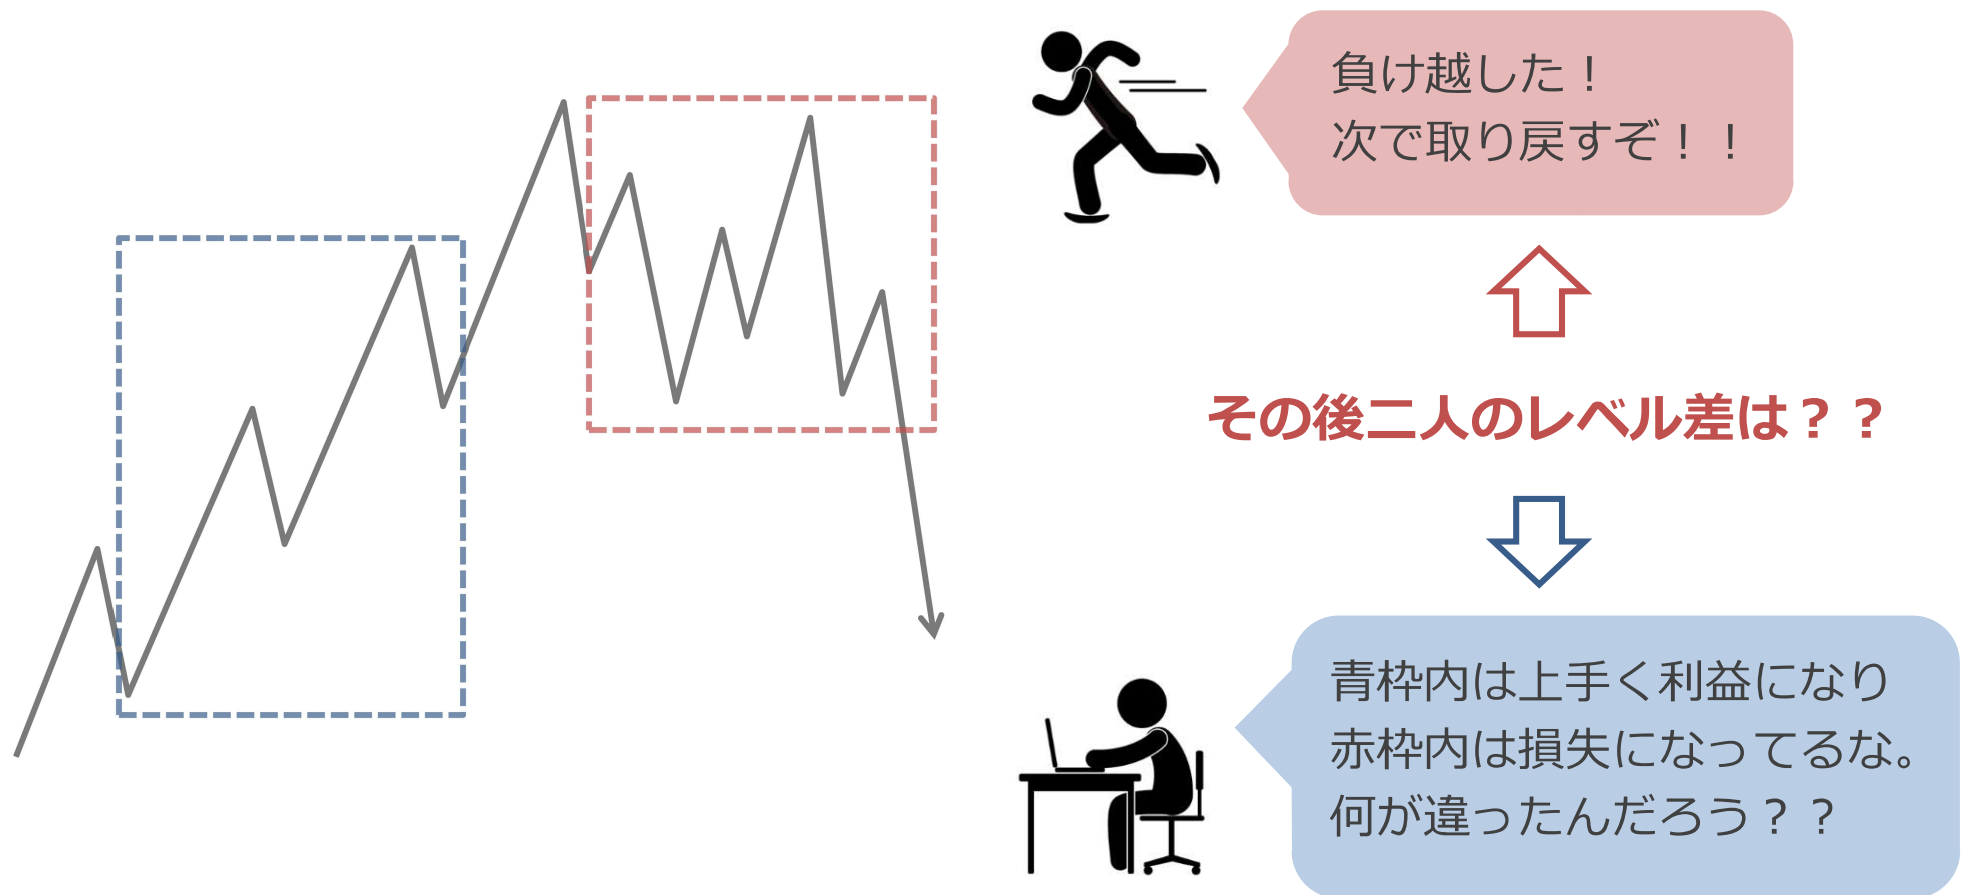 負け越した！
次で取り戻すぞ！！
その後二人のレベル差は？？
青枠内は上手く利益になり
赤枠内は損失になってるな。
何が違ったんだろう？？